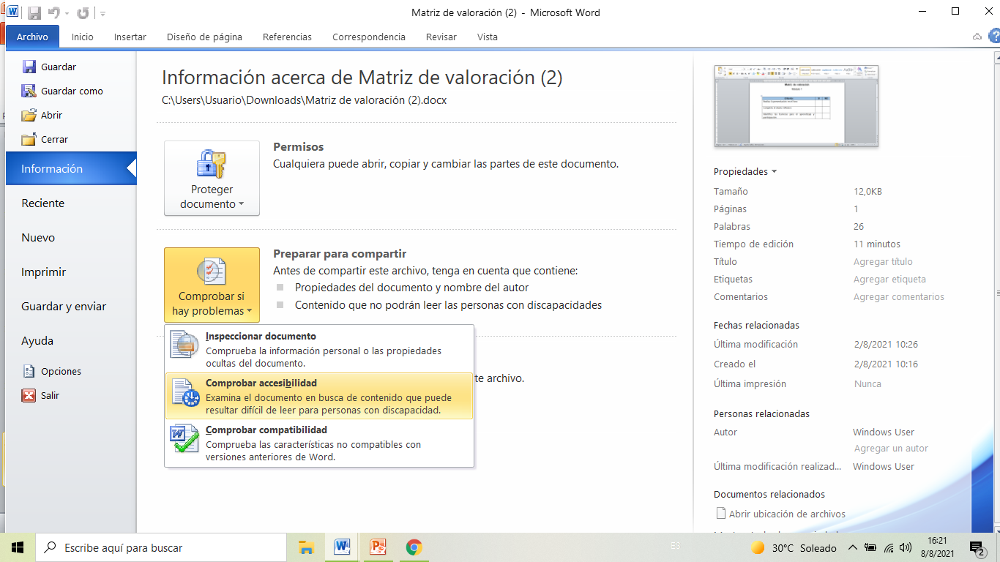 Matriz de valoración (2) - Microsoft Word
Archivo Inicio Insertar Diseño de página Referencias Correspondencia Revisar Vista
Guardar
Guardar como
Abrir
Cerrar
Información
Reciente
Nuevo
Imprimir
Guardar y enviar
Ayuda
Opciones
Salir
Información acerca de Matriz de valoración (2)
C:\Users\Usuario\Downloads\Matriz de valoración (2).docx
Proteger
documento
Permisos
Cualquiera puede abrir, copiar y cambiar las partes de este documento.
Comprobar si
hay problemas
Preparar para compartir
Antes de compartir este archivo, tenga en cuenta que contiene:
Propiedades del documento y nombre del autor
Contenido que no podrán leer las personas con discapacidades
Inspeccionar documento
Comprueba la información personal o las propiedades
ocultas del documento.
Comprobar accesibilidad
Examina el documento en busca de contenido que puede
resultar difícil de leer para personas con discapacidad.
Comprobar compatibilidad
Comprueba las características no compatibles con
versiones anteriores de Word.
te archivo.
Matriz de valoración
Propiedades
Tamaño 12,0KB
Páginas 1
Palabras 26
Tiempo de edición 11 minutos
Título Agregar título
Etiquetas Agregar etiqueta
Comentarios Agregar comentarios
Fechas relacionadas
Última modificación 2/8/2021 10:26
Creado el 2/8/2021 10:16
Última impresión Nunca
Personas relacionadas
Autor Windows User
Agregar un autor
Última modificación realizad... Windows User
Documentos relacionados
Abrir ubicación de archivos
Escribe aquí para buscar
ES
30°C Soleado
16:21
8/8/2021
2